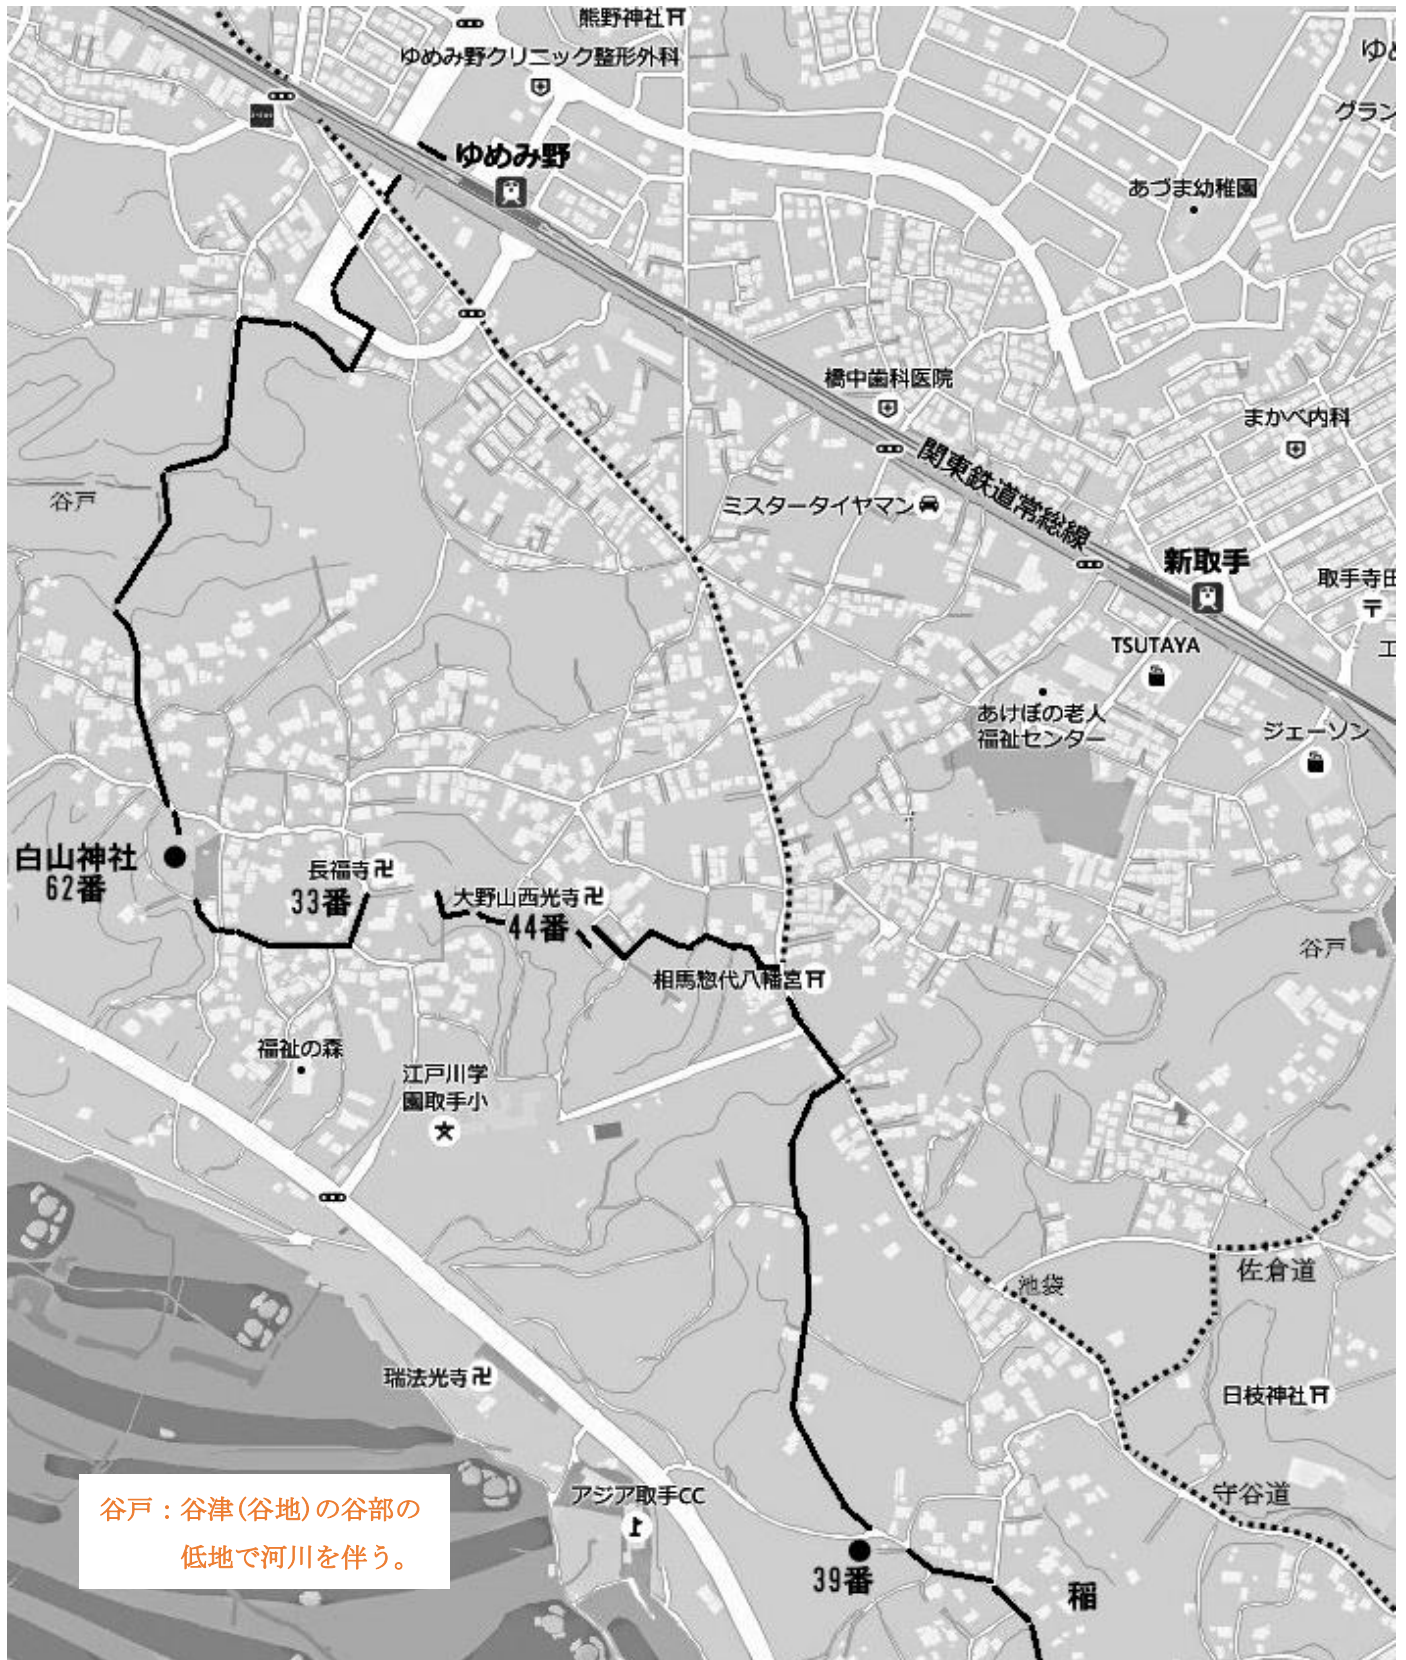 熊野神社
ゆめみ野クリニック整形外科
ゆめ
グラン
ゆめみ野
あづま幼稚園
橋中歯科医院
まかべ内科
関東鉄道常総線
ミスタータイヤマン
谷戸
新取手
取手寺田
TSUTAYA
エ
あけぼの老人
福祉センター
ジェーソン
白山神社
62番
長福寺
33番
大野山西光寺
44番
相馬惣代八幡宮
谷戸
福祉の森
江戸川学
園取手小
佐倉道
池袋
瑞法光寺
日枝神社
守谷道
アジア取手CC
谷戸：谷津(谷地)の谷部の
低地で河川を伴う。
39番
稲